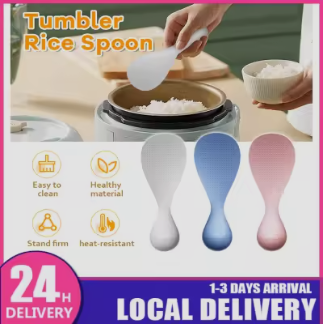 Tumbler
Rice Spoon
Easy to
clean
Healthy
material
Stand firm
heat-resistant
24H
DELIVERY
1-3 DAYS ARRIVAL
LOCAL DELIVERY